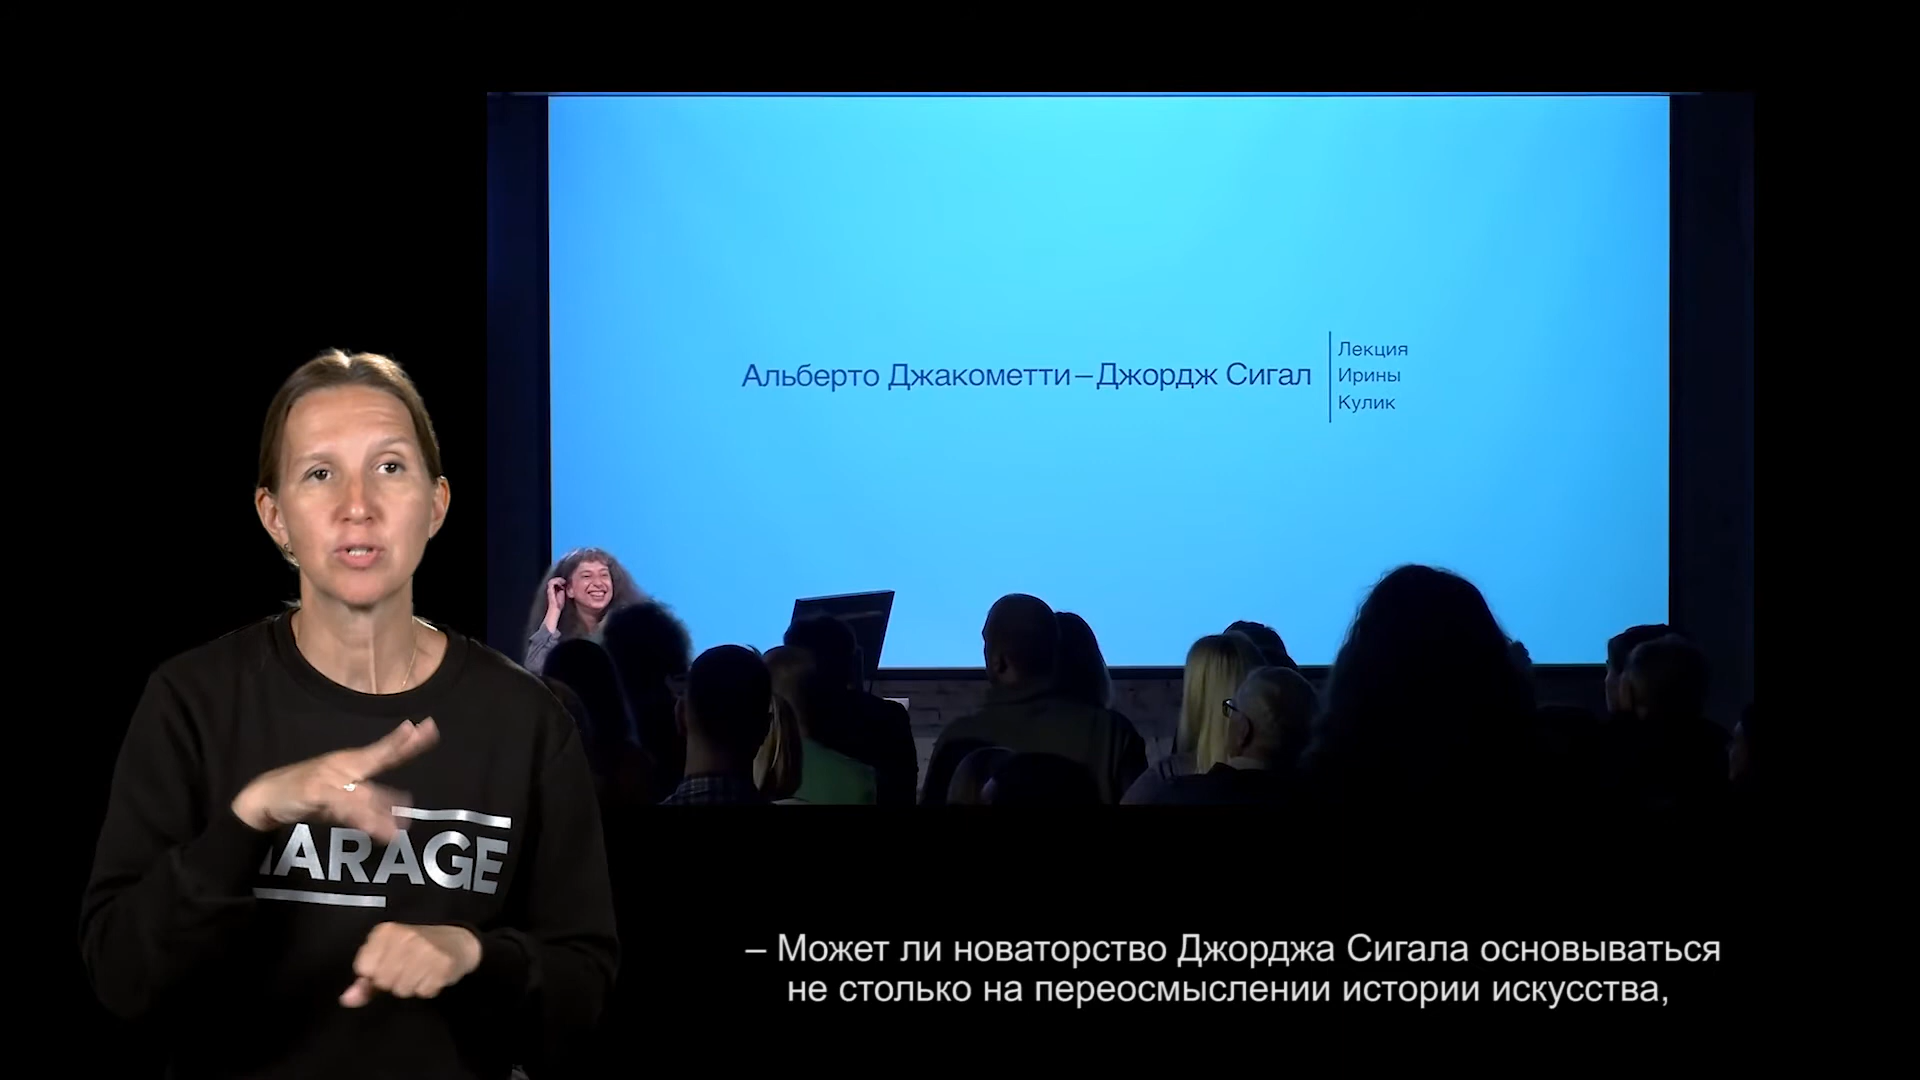 Альберто Джакометти–Джордж Сигал
Лекция
Ирины
Кулик
ARAGE
– Может ли новаторство Джорджа Сигала основываться
не столько на переосмыслении истории искусства,